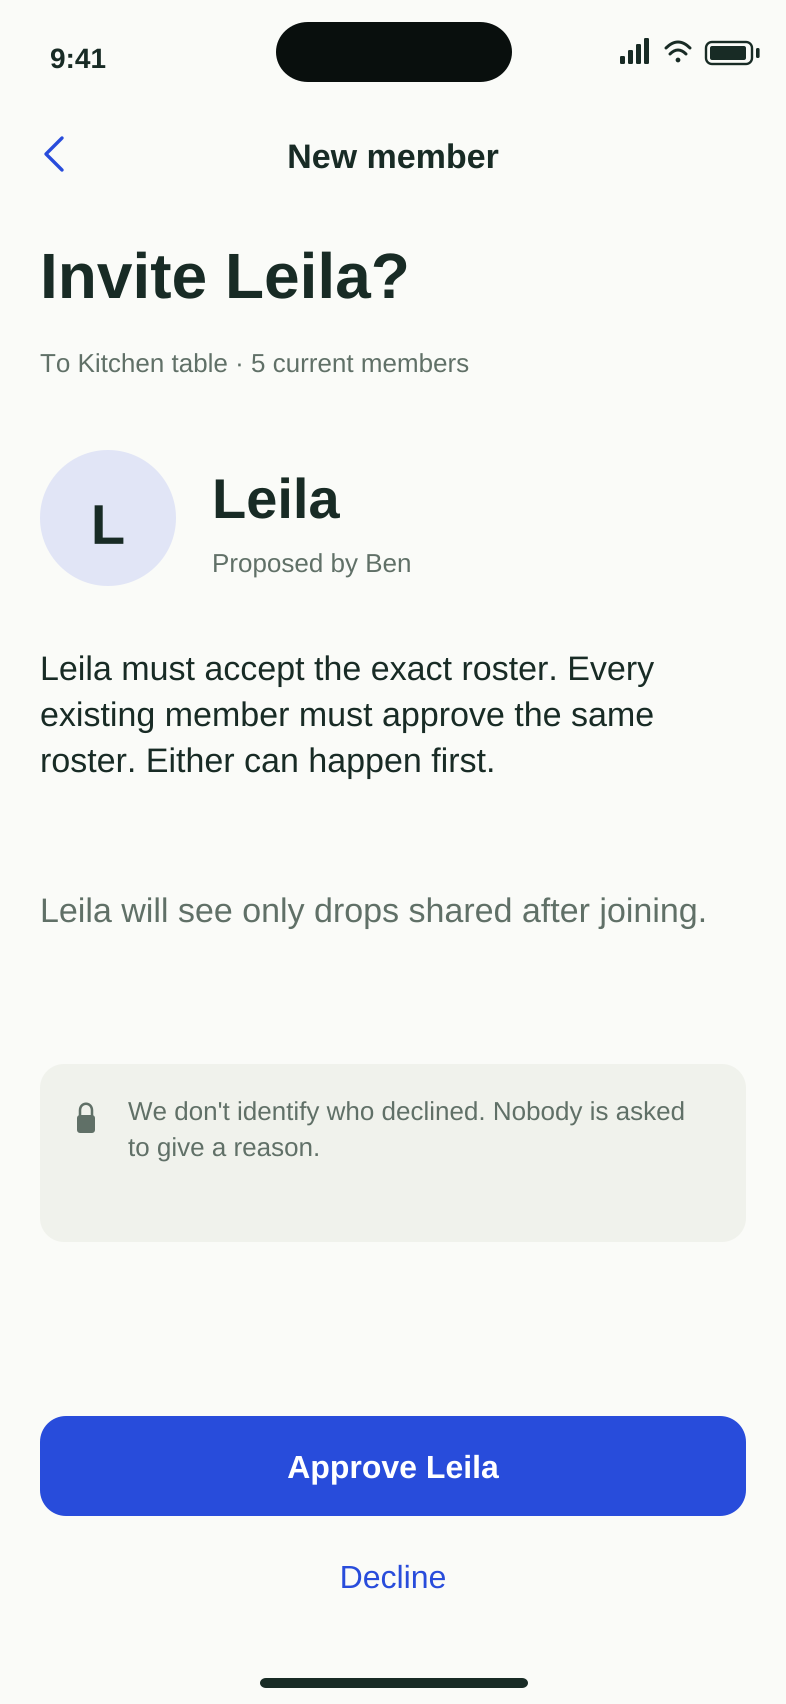 9:41
New member
Invite Leila?
To Kitchen table · 5 current members
L
Leila
Proposed by Ben
Leila must accept the exact roster. Every
existing member must approve the same
roster. Either can happen first.
Leila will see only drops shared after joining.
We don't identify who declined. Nobody is asked
to give a reason.
Approve Leila
Decline